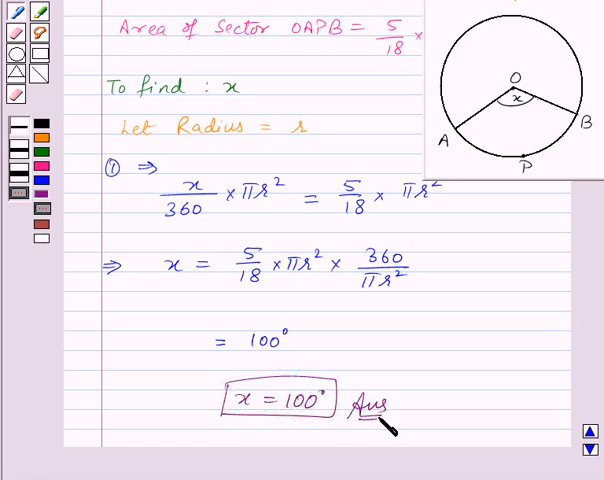 Area of Sector OAPB = 5/18 ×
To find : x
Let Radius = r
① ⇒
x/360 × πr² = 5/18 × πr²
⇒ x = 5/18 × πr² × 360/πr²
= 100°
x = 100° Ans
O
x
A
B
P